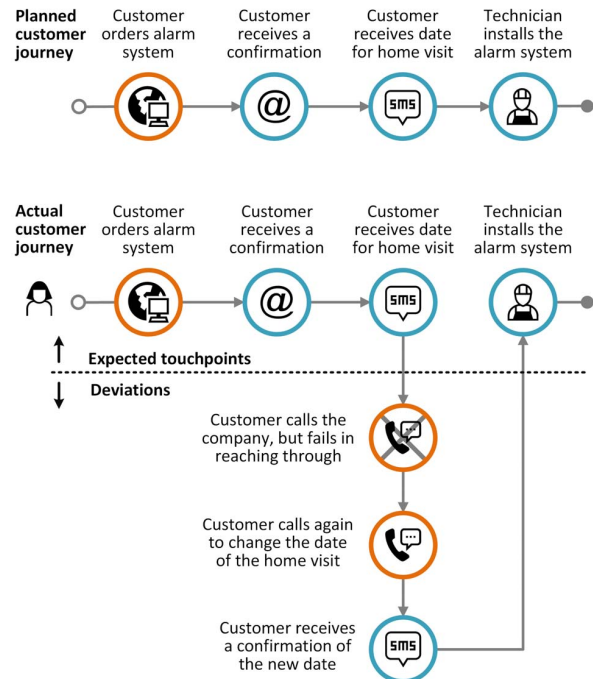 Planned
customer
journey
Customer
orders alarm
system
Customer
receives a
confirmation
Customer
receives date
for home visit
Technician
installs the
alarm system
@
SMS
Actual
customer
journey
Customer
orders alarm
system
Customer
receives a
confirmation
Customer
receives date
for home visit
Technician
installs the
alarm system
@
SMS
Expected touchpoints
Deviations
Customer calls the
company, but fails in
reaching through
Customer calls again
to change the date
of the home visit
Customer receives
a confirmation of
the new date
SMS